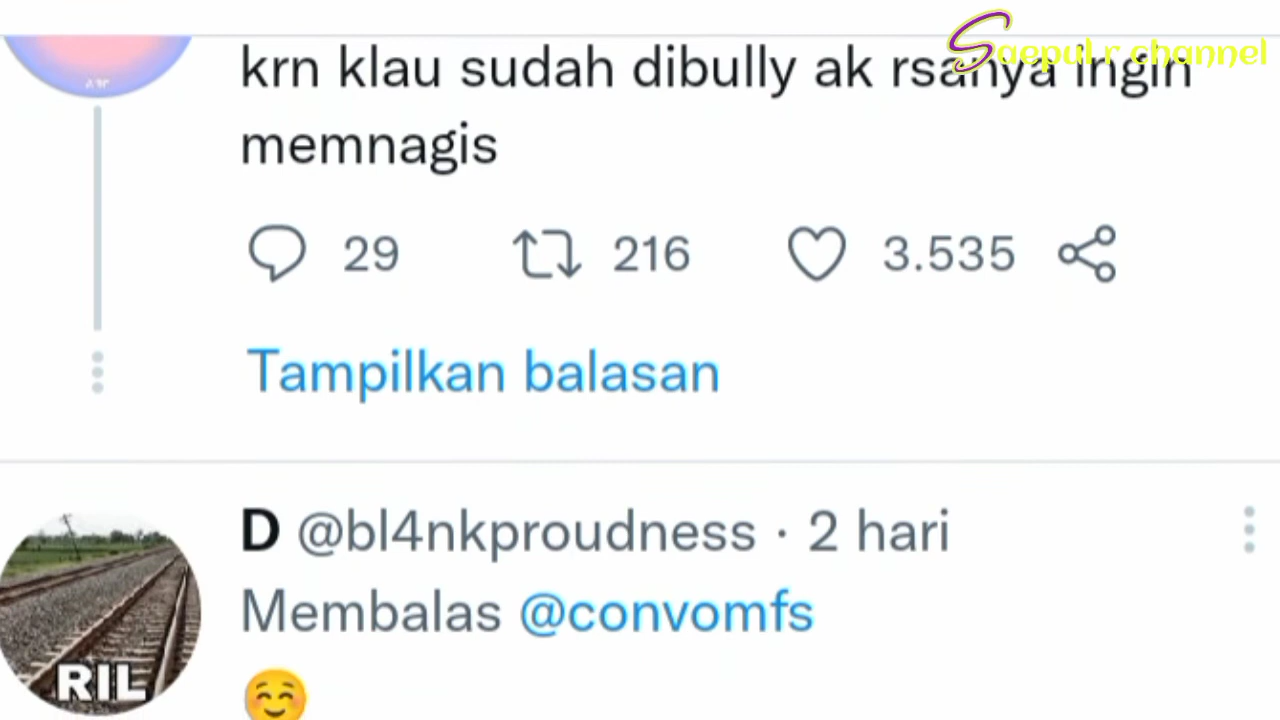 Saepul r channel
krn klau sudah dibully ak rsanya ingin
memnagis
29 216 3.535
Tampilkan balasan
D @bl4nkproudness · 2 hari
Membalas @convomfs
☺️
RIL